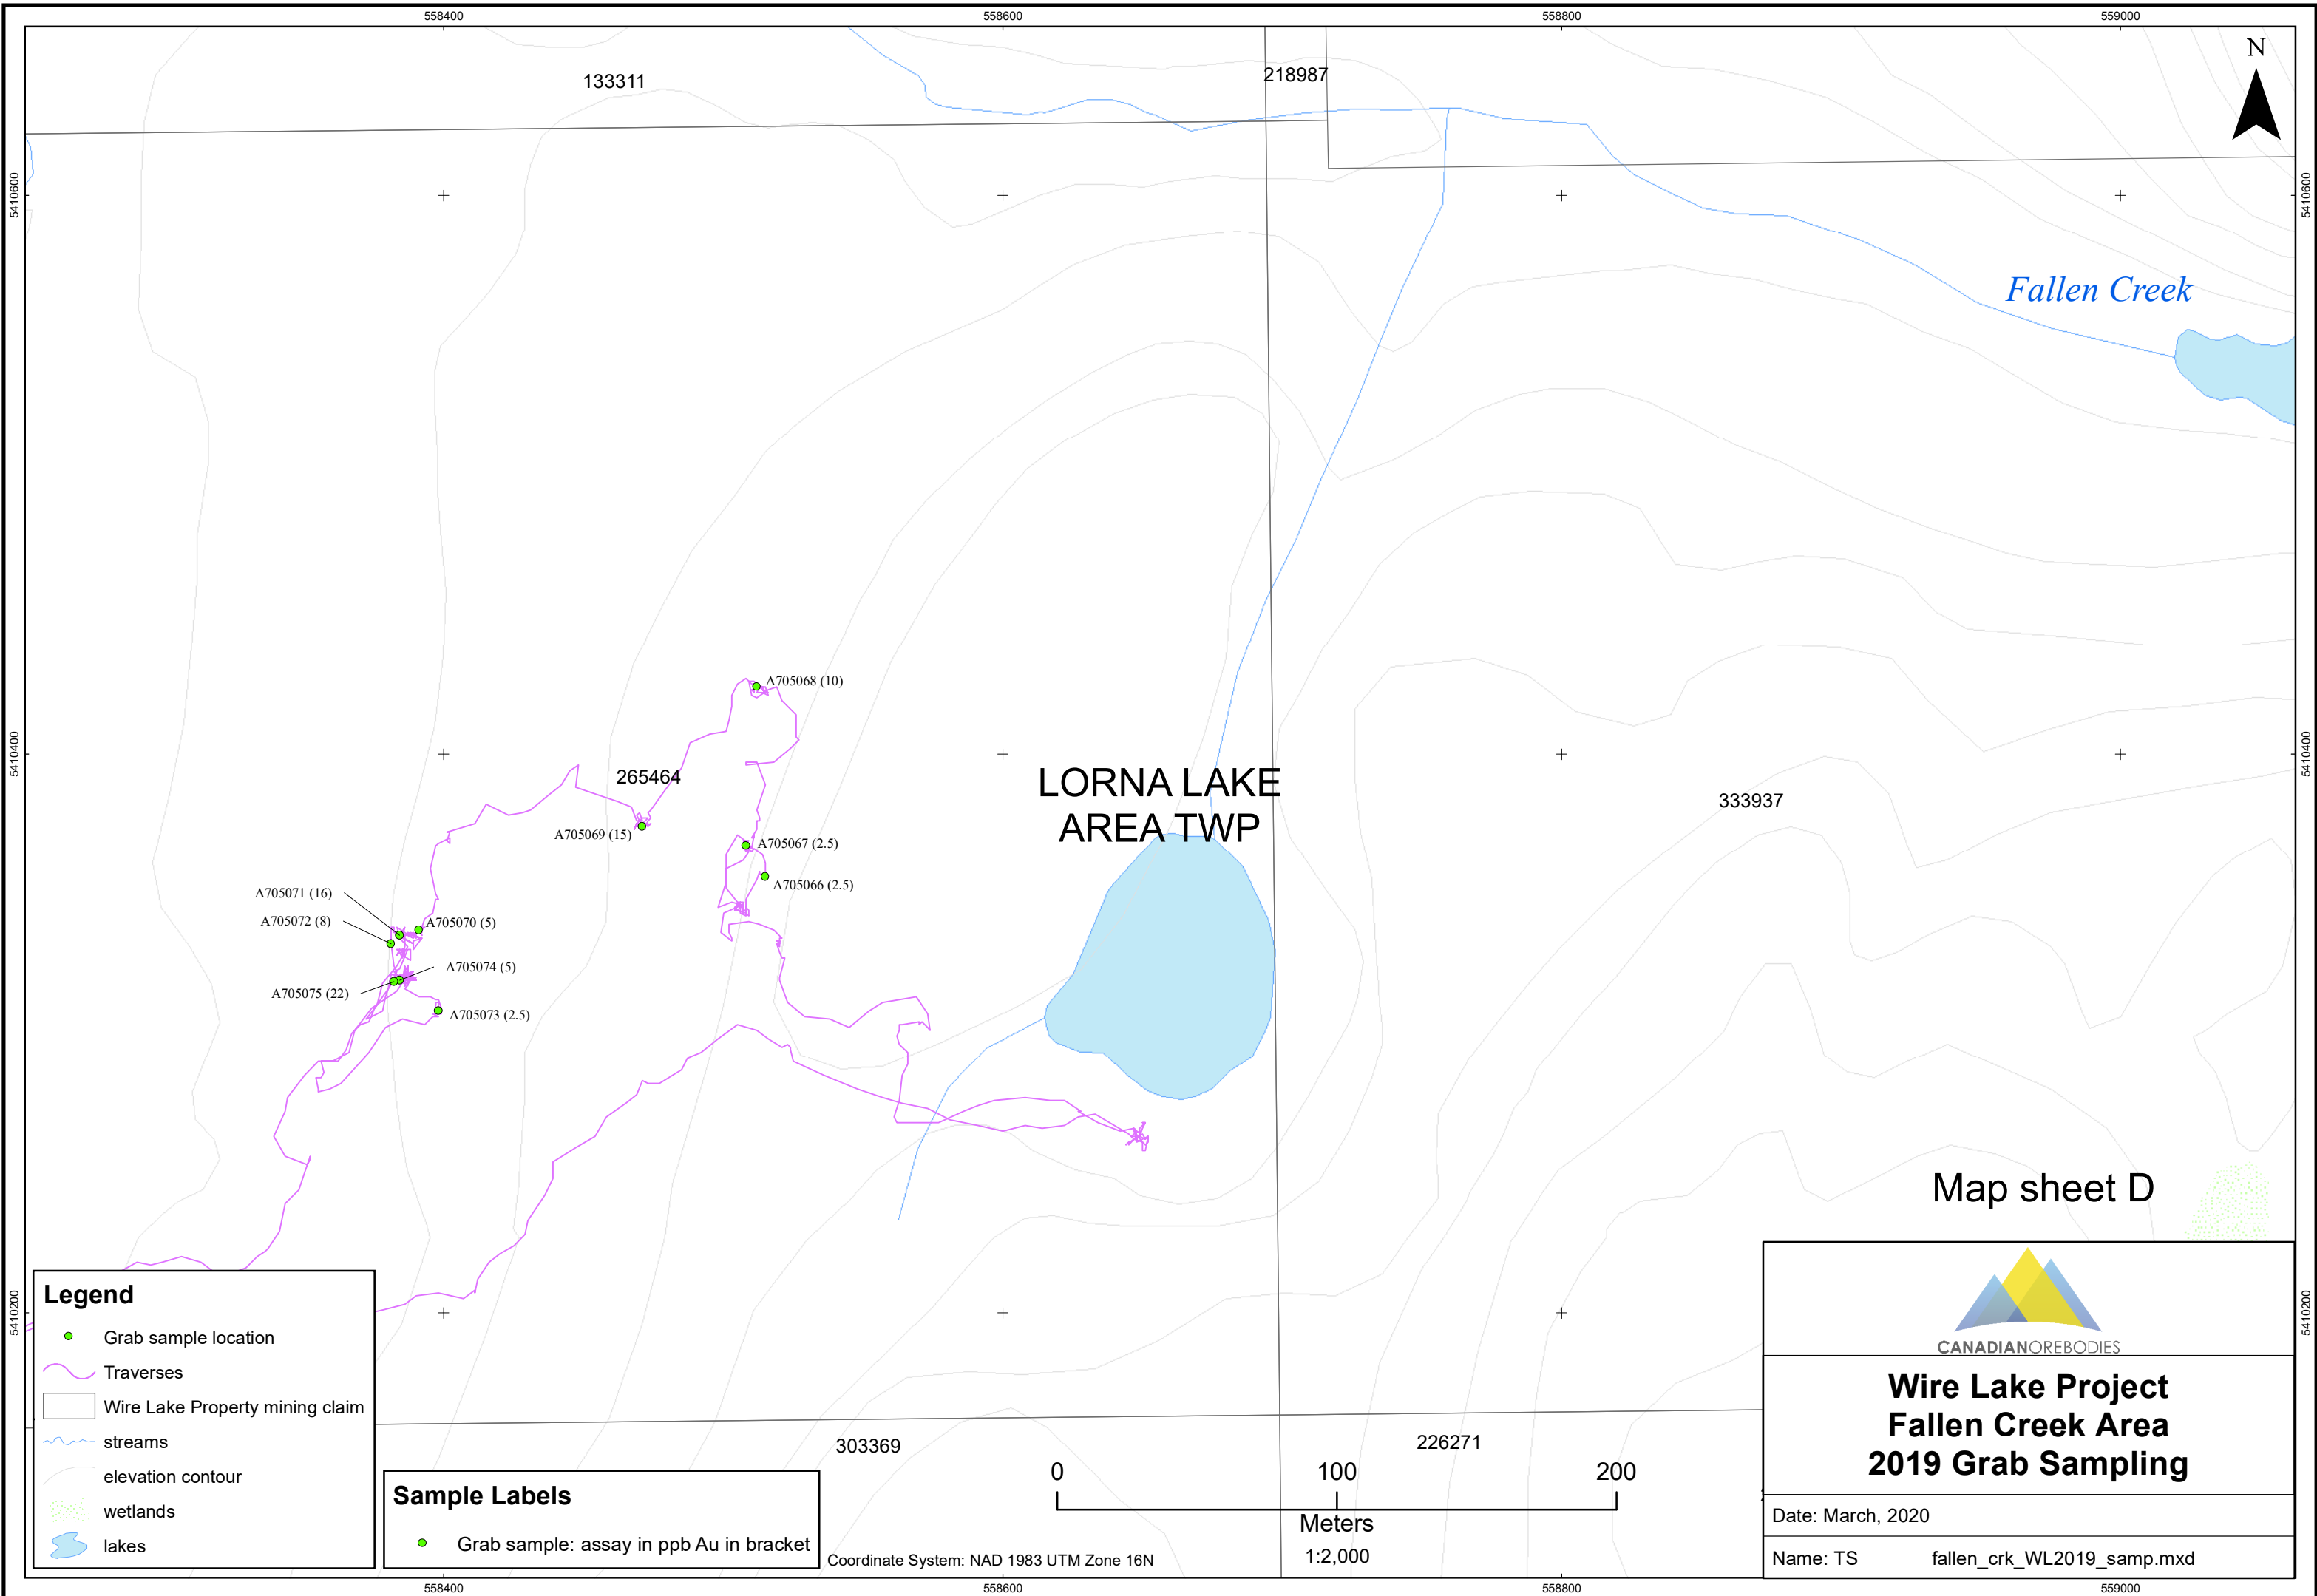 558400
558600
558800
559000
N
133311
218987
5410600
5410600
Fallen Creek
A705068 (10)
5410400
5410400
265464
LORNA LAKE
AREA TWP
333937
A705069 (15)
A705067 (2.5)
A705066 (2.5)
A705071 (16)
A705072 (8)
A705070 (5)
A705074 (5)
A705075 (22)
A705073 (2.5)
Map sheet D
5410200
5410200
Legend
Grab sample location
Traverses
Wire Lake Property mining claim
streams
elevation contour
wetlands
lakes
Sample Labels
Grab sample: assay in ppb Au in bracket
303369
226271
0 100 200
Meters
1:2,000
Coordinate System: NAD 1983 UTM Zone 16N
CANADIANOREBODIES
Wire Lake Project
Fallen Creek Area
2019 Grab Sampling
Date: March, 2020
Name: TS fallen_crk_WL2019_samp.mxd
558400
558600
558800
559000